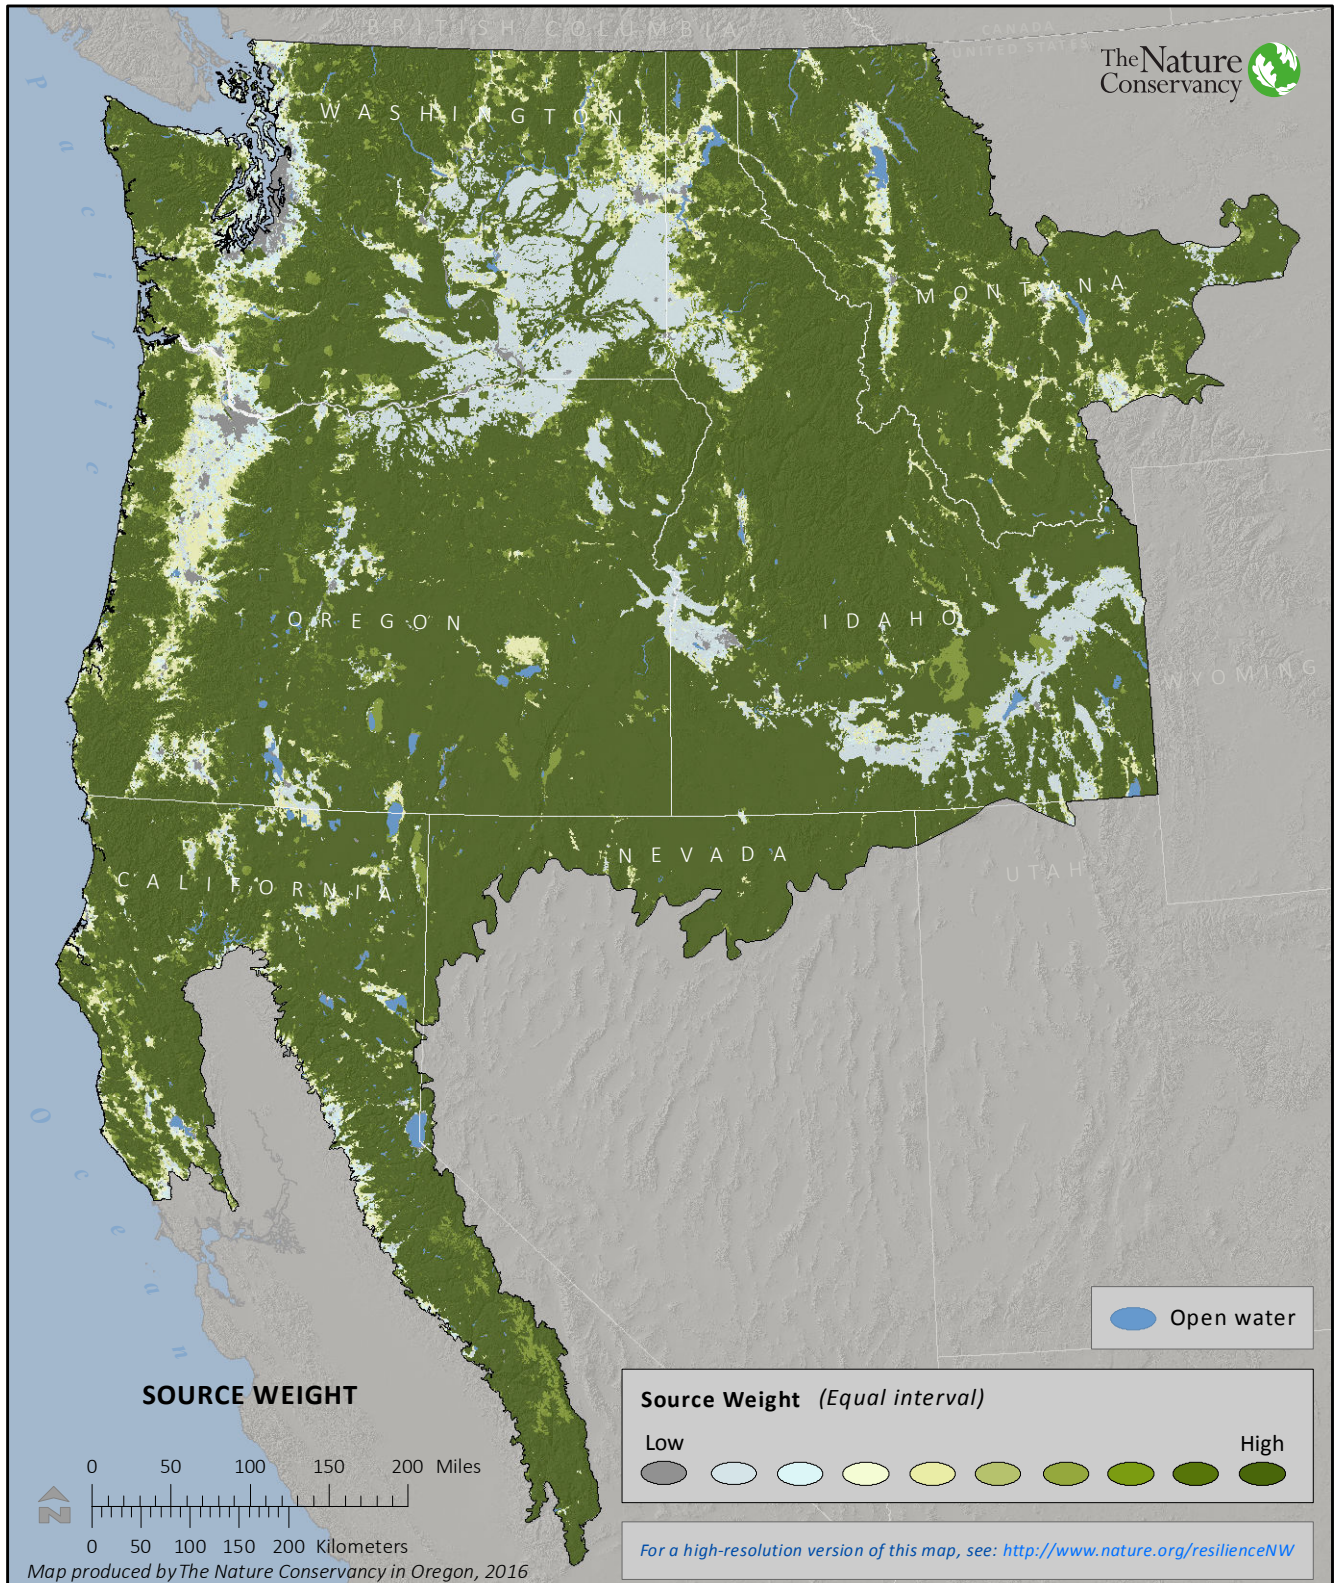 BRITISH COLUMBIA
CANADA
UNITED STATES
The Nature
Conservancy
WASHINGTON
Pacific
MONTANA
OREGON
IDAHO
WYOMING
NEVADA
UTAH
CALIFORNIA
Ocean
Open water
SOURCE WEIGHT
Source Weight (Equal interval)
Low High
0 50 100 150 200 Miles
N
0 50 100 150 200 Kilometers
Map produced by The Nature Conservancy in Oregon, 2016
For a high-resolution version of this map, see: http://www.nature.org/resilienceNW